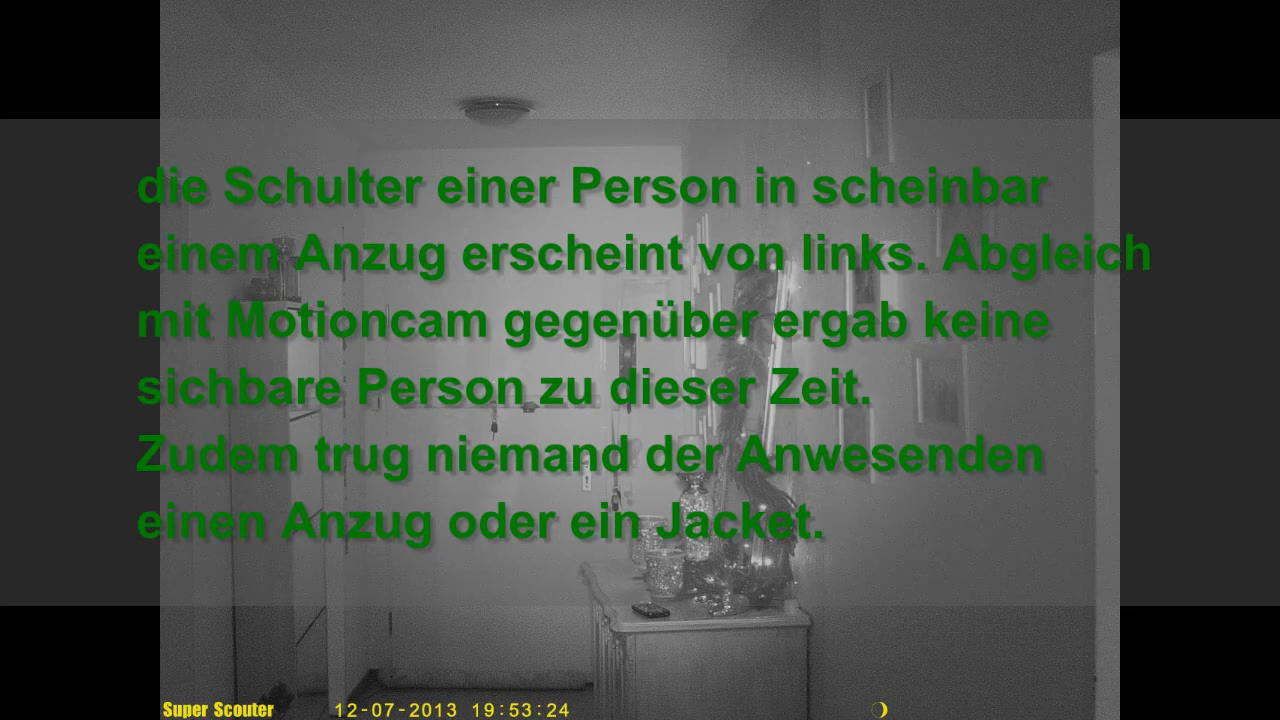 die Schulter einer Person in scheinbar
einem Anzug erscheint von links. Abgleich
mit Motioncam gegenüber ergab keine
sichbare Person zu dieser Zeit.
Zudem trug niemand der Anwesenden
einen Anzug oder ein Jacket.
Super Scouter 12-07-2013 19:53:24